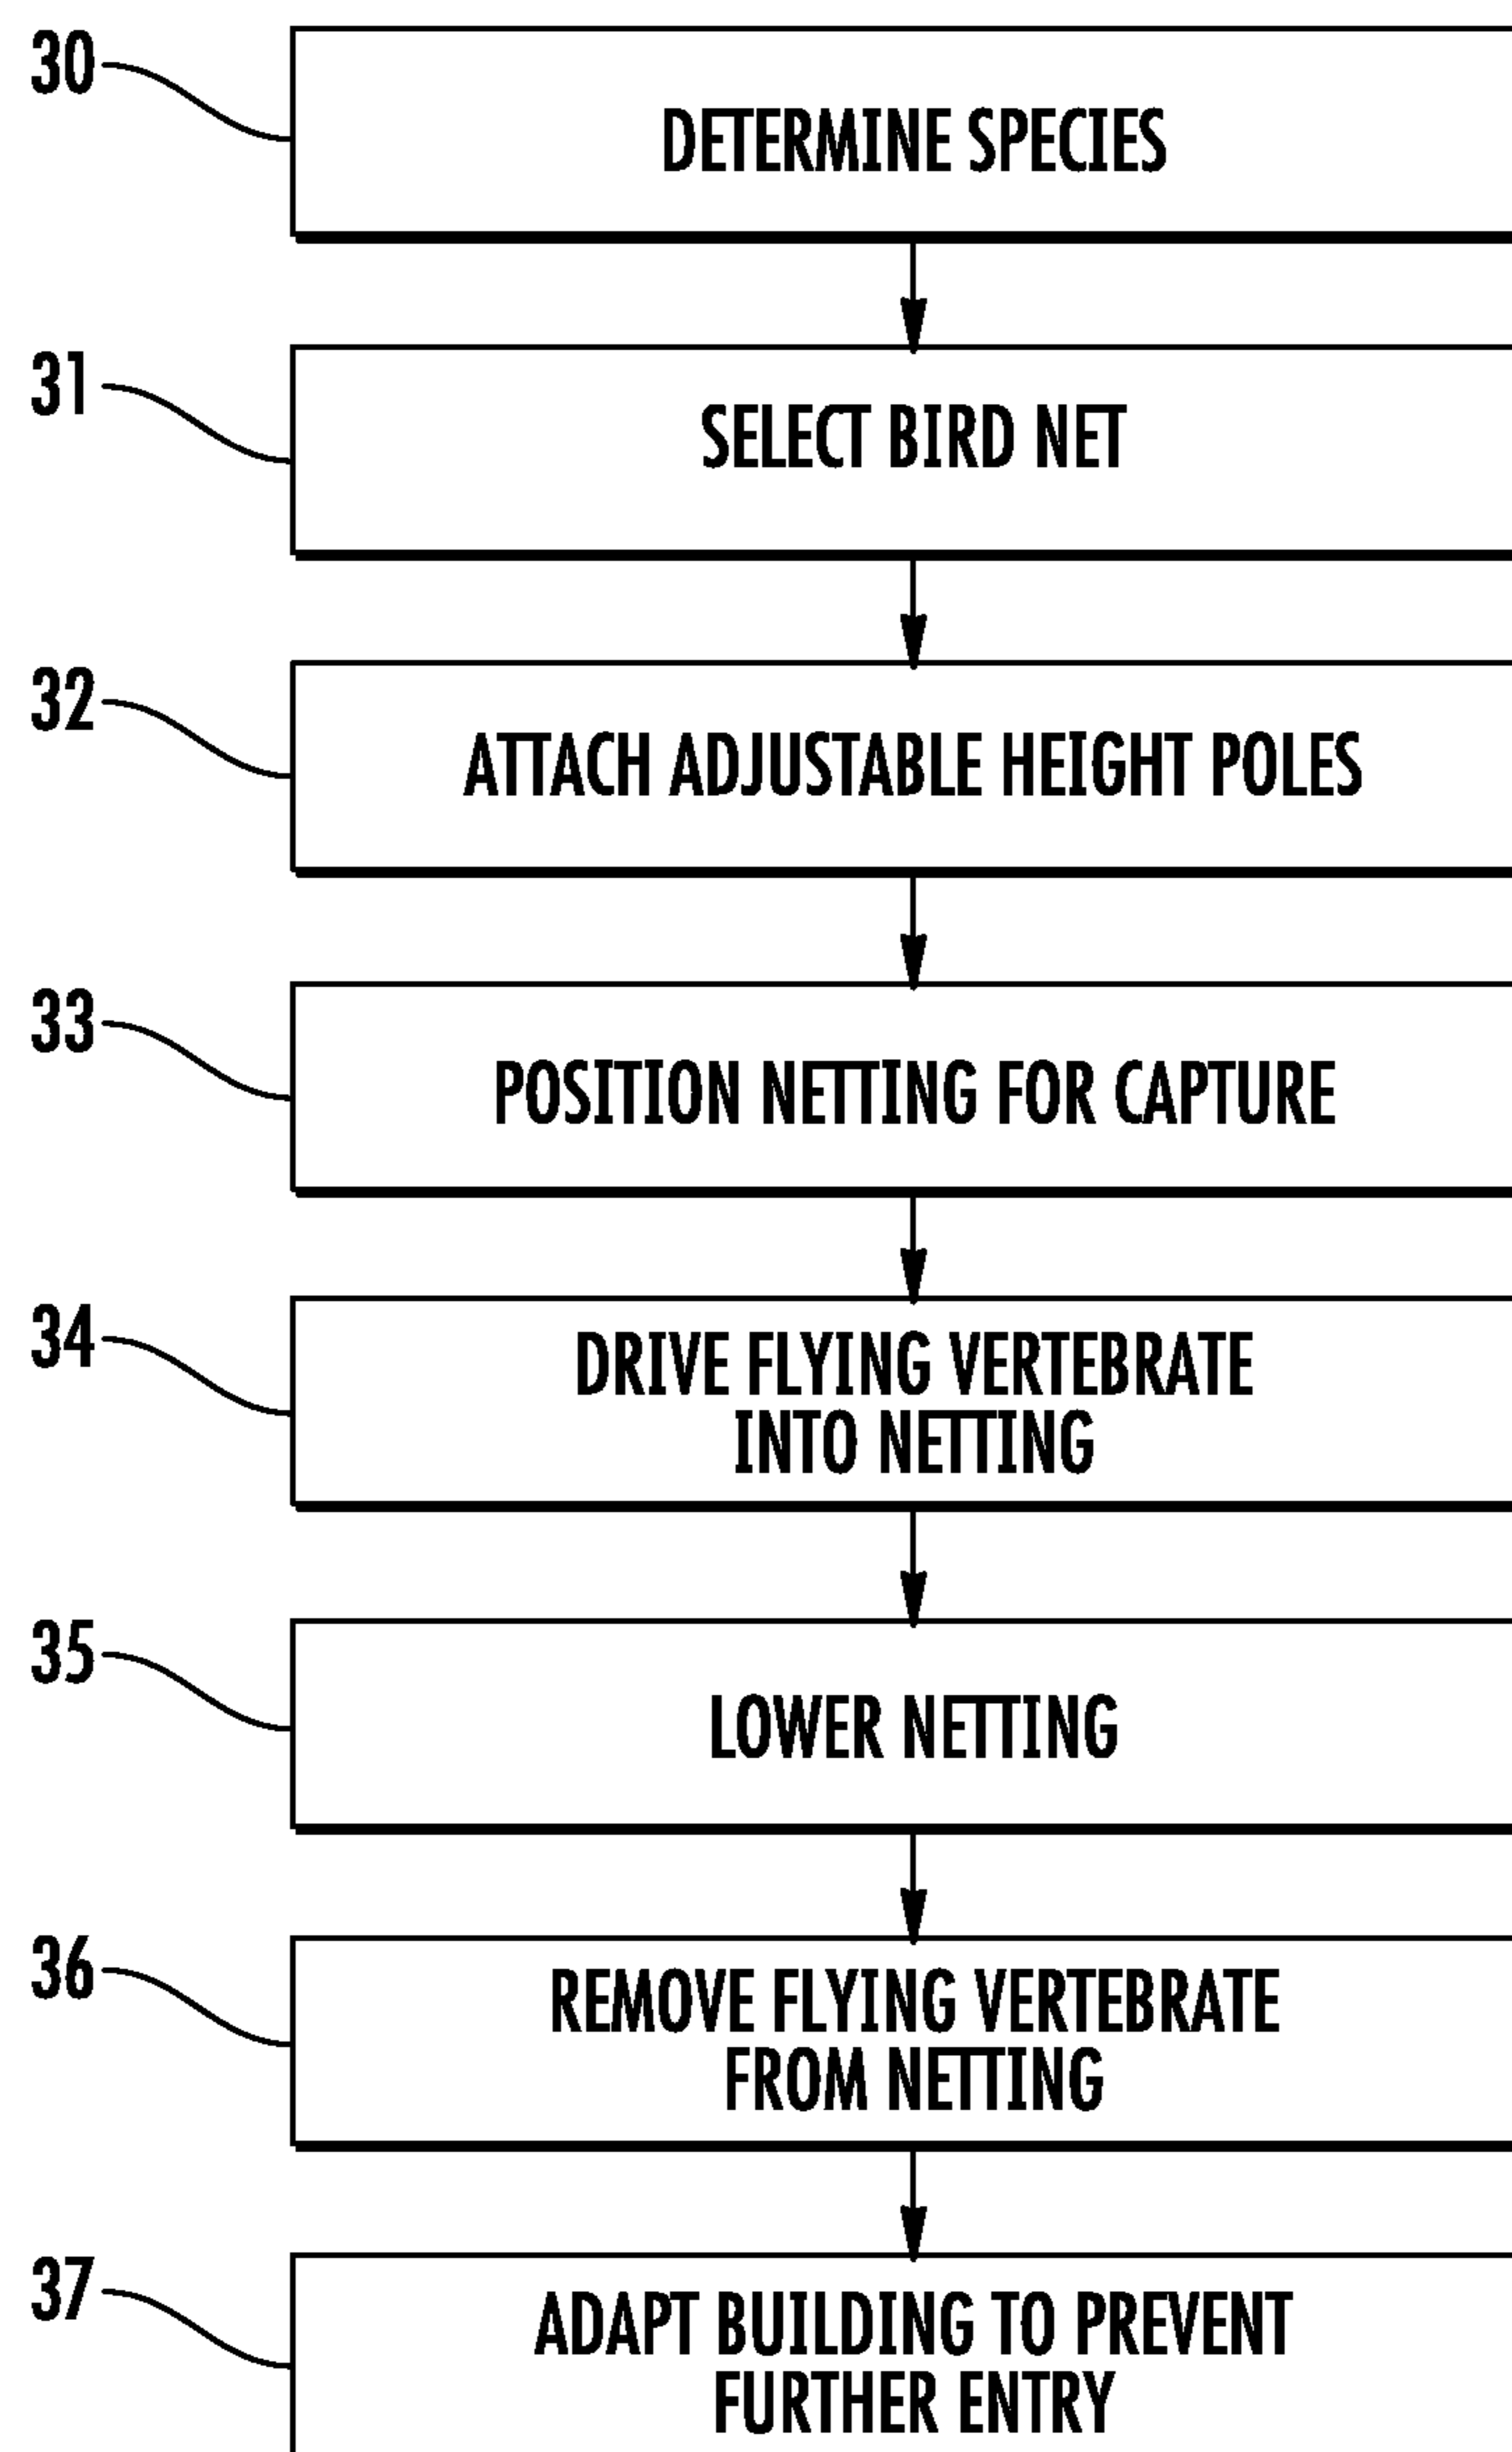 30
DETERMINE SPECIES
31
SELECT BIRD NET
32
ATTACH ADJUSTABLE HEIGHT POLES
33
POSITION NETTING FOR CAPTURE
34
DRIVE FLYING VERTEBRATE
INTO NETTING
35
LOWER NETTING
36
REMOVE FLYING VERTEBRATE
FROM NETTING
37
ADAPT BUILDING TO PREVENT
FURTHER ENTRY